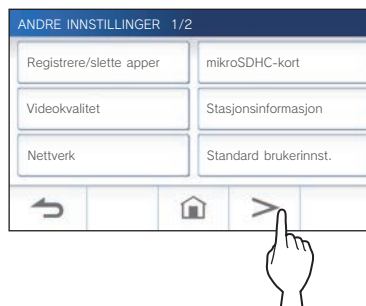 ANDRE INNSTILLINGER 1/2
Registrere/slette apper
mikroSDHC-kort
Videokvalitet
Stasjonsinformasjon
Nettverk
Standard brukerinnst.